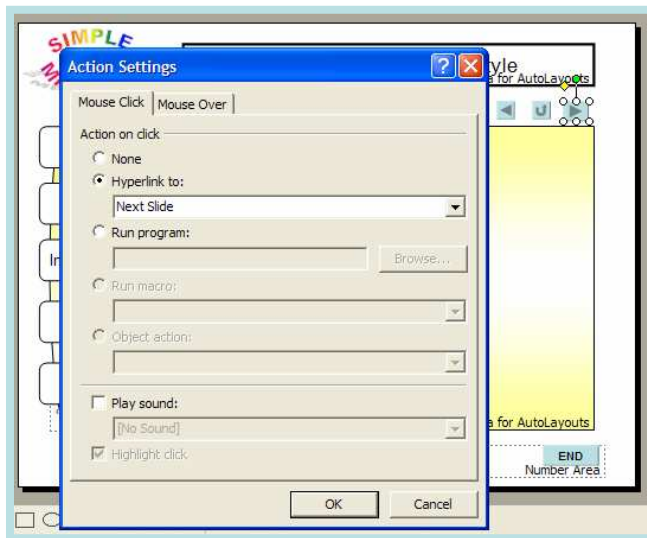 SIMPLE
Action Settings
yle
a for AutoLayouts
Mouse Click
Mouse Over
Action on click
None
Hyperlink to:
Next Slide
Run program:
Browse...
Run macro:
Object action:
Play sound:
[No Sound]
Highlight click
a for AutoLayouts
END
Number Area
OK
Cancel